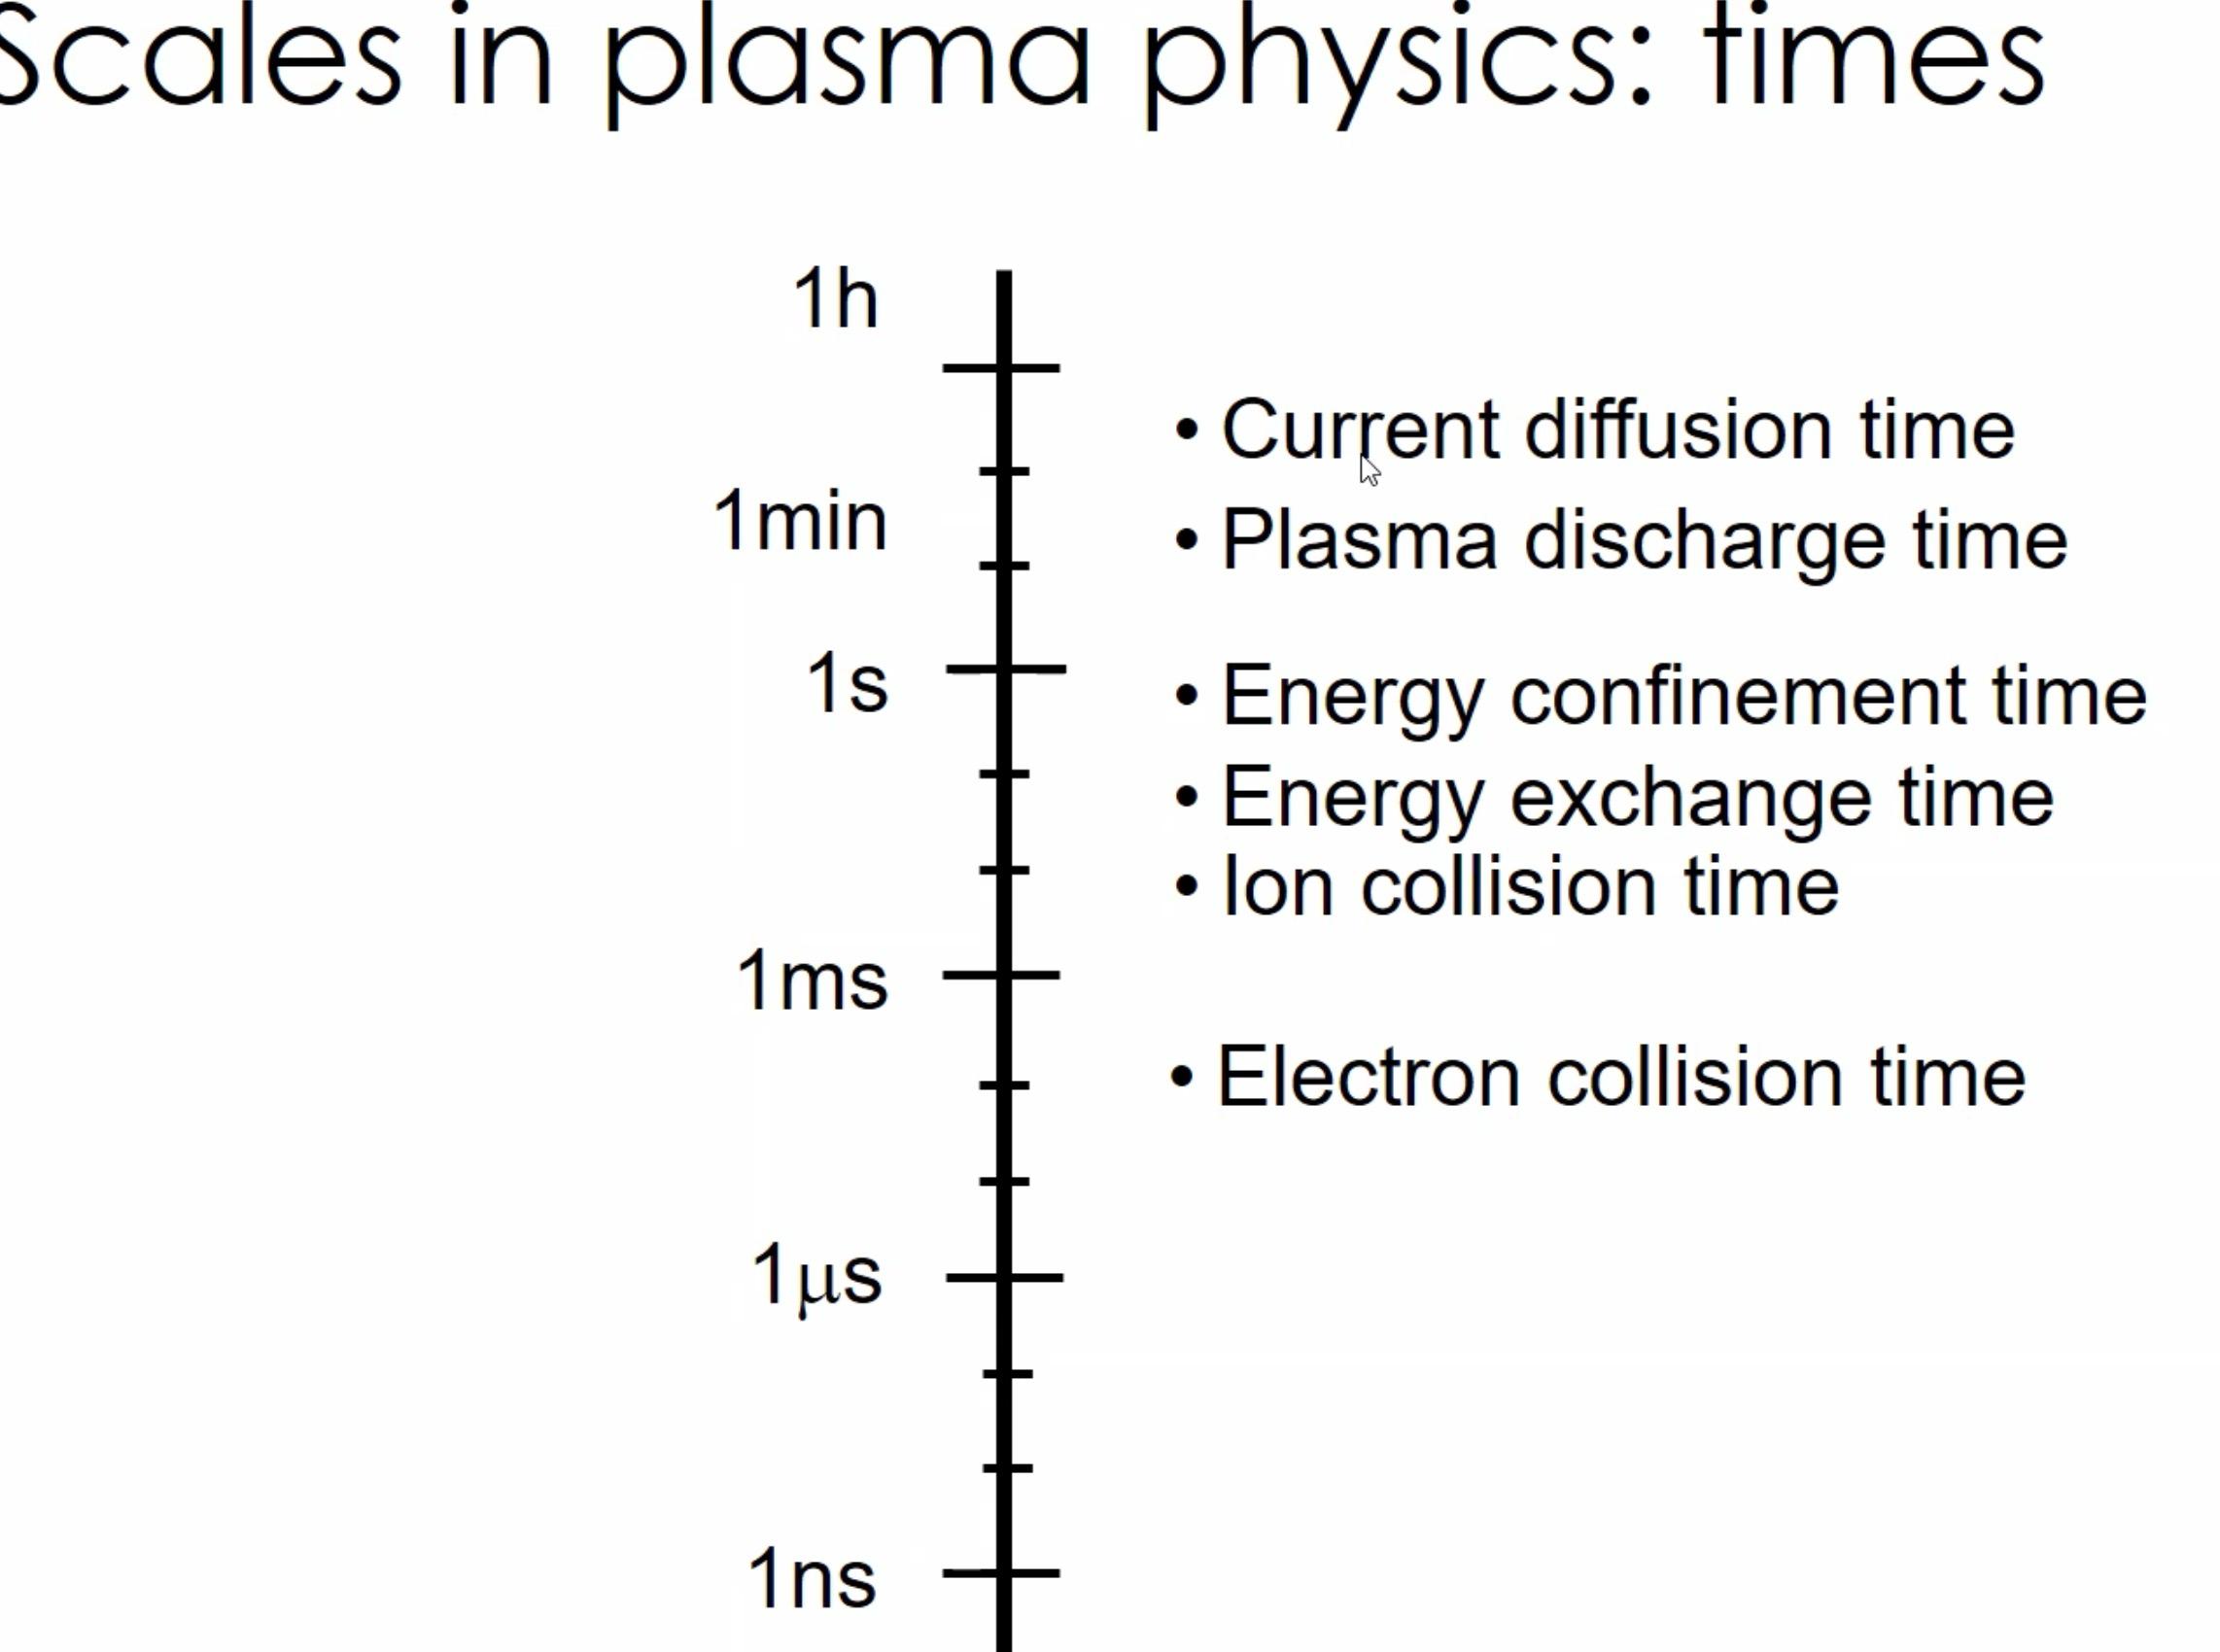 Scales in plasma physics: times
1h
• Current diffusion time
1min
• Plasma discharge time
1s
• Energy confinement time
• Energy exchange time
• Ion collision time
1ms
• Electron collision time
1μs
1ns